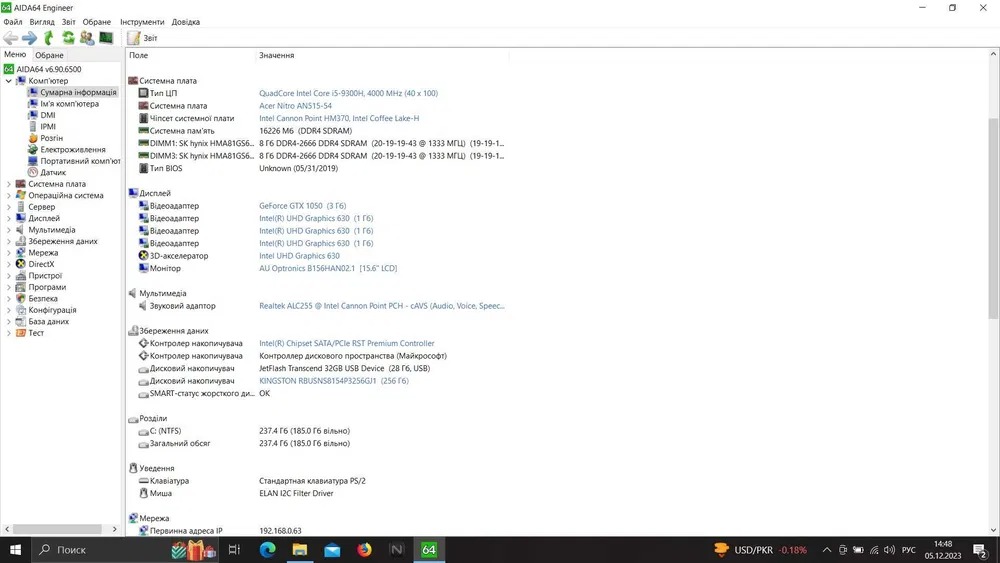 AIDA64 Engineer
Файл Вигляд Звіт Обране Інструменти Довідка
Звіт
Меню Обране
Поле Значення
AIDA64 v6.90.6500
Комп'ютер
Сумарна інформація
Ім'я комп'ютера
DMI
IPMI
Розгін
Електроживлення
Портативний комп'ют
Датчик
Системна плата
Операційна система
Сервер
Дисплей
Мультимедіа
Збереження даних
Мережа
DirectX
Пристрої
Програми
Безпека
Конфігурація
База даних
Тест
Системна плата
Тип ЦП QuadCore Intel Core i5-9300H, 4000 MHz (40 x 100)
Системна плата Acer Nitro AN515-54
Чіпсет системної плати Intel Cannon Point HM370, Intel Coffee Lake-H
Системна пам'ять 16226 МБ (DDR4 SDRAM)
DIMM1: SK hynix HMA81GS6... 8 ГБ DDR4-2666 DDR4 SDRAM (20-19-19-43 @ 1333 МГЦ) (19-19-1...
DIMM3: SK hynix HMA81GS6... 8 ГБ DDR4-2666 DDR4 SDRAM (20-19-19-43 @ 1333 МГЦ) (19-19-1...
Тип BIOS Unknown (05/31/2019)
Дисплей
Відеоадаптер GeForce GTX 1050 (3 ГБ)
Відеоадаптер Intel(R) UHD Graphics 630 (1 ГБ)
Відеоадаптер Intel(R) UHD Graphics 630 (1 ГБ)
Відеоадаптер Intel(R) UHD Graphics 630 (1 ГБ)
3D-акселератор Intel UHD Graphics 630
Монітор AU Optronics B156HAN02.1 [15.6" LCD]
Мультимедіа
Звуковий адаптор Realtek ALC255 @ Intel Cannon Point PCH - cAVS (Audio, Voice, Speec...
Збереження даних
Контролер накопичувача Intel(R) Chipset SATA/PCIe RST Premium Controller
Контролер накопичувача Контроллер дискового пространства (Майкрософт)
Дисковий накопичувач JetFlash Transcend 32GB USB Device (28 ГБ, USB)
Дисковий накопичувач KINGSTON RBUSNS8154P3256GJ1 (256 ГБ)
SMART-статус жорсткого ди... OK
Розділи
C: (NTFS) 237.4 ГБ (185.0 ГБ вільно)
Загальний обсяг 237.4 ГБ (185.0 ГБ вільно)
Уведення
Клавіатура Стандартная клавиатура PS/2
Миша ELAN I2C Filter Driver
Мережа
Первинна адреса IP 192.168.0.63
Поиск
64
USD/PKR -0.18%
РУС
14:48
05.12.2023
2